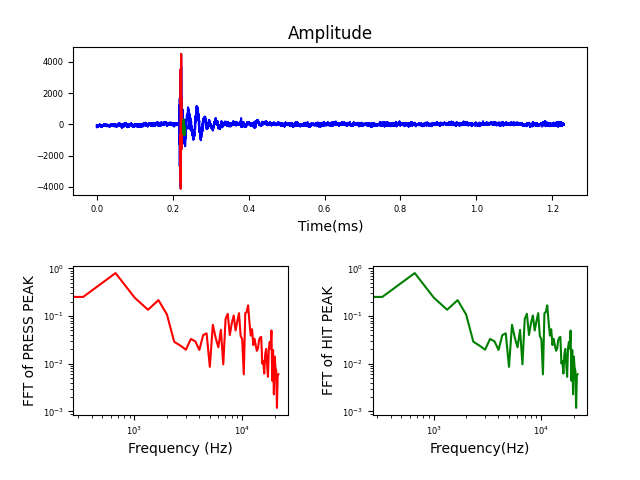 Amplitude
4000
2000
0
−2000
−4000
0.0 0.2 0.4 0.6 0.8 1.0 1.2
Time(ms)
FFT of PRESS PEAK
10⁰
10⁻¹
10⁻²
10⁻³
10³ 10⁴
Frequency (Hz)
FFT of HIT PEAK
10⁰
10⁻¹
10⁻²
10⁻³
10³ 10⁴
Frequency(Hz)